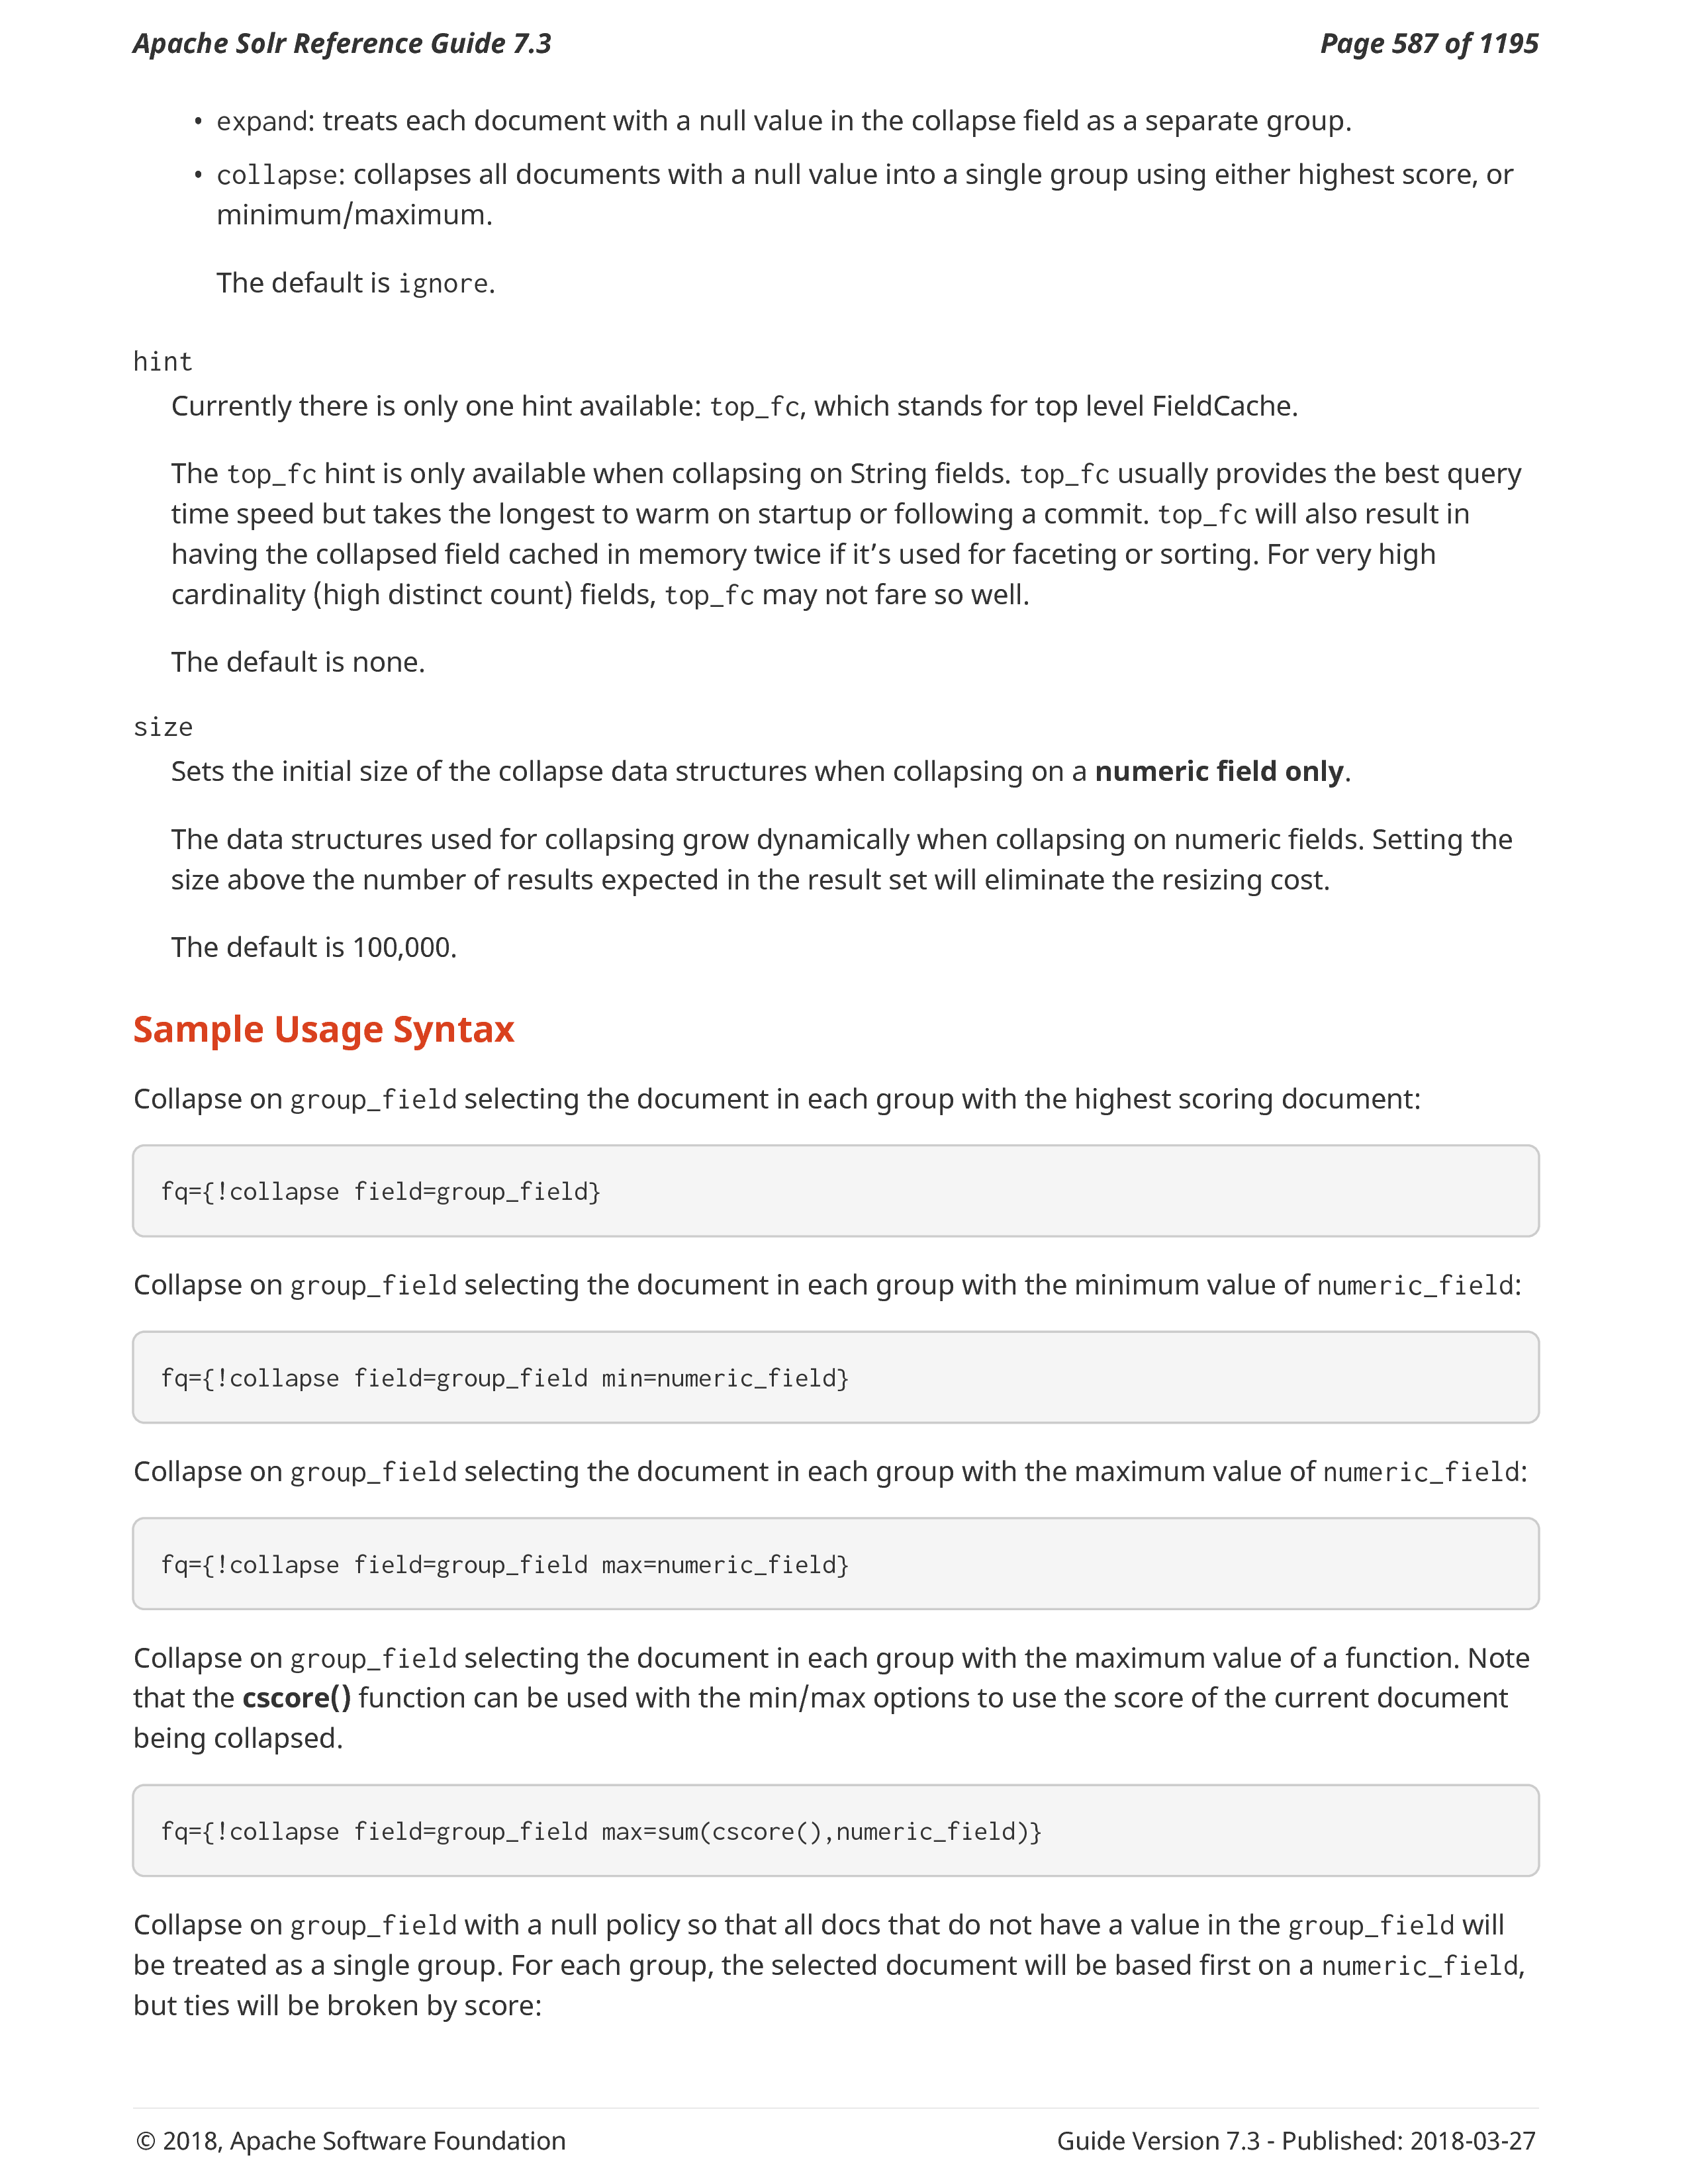 Apache Solr Reference Guide 7.3
Page 587 of 1195
• expand: treats each document with a null value in the collapse field as a separate group.
• collapse: collapses all documents with a null value into a single group using either highest score, or
minimum/maximum.
The default is ignore.
hint
Currently there is only one hint available: top_fc, which stands for top level FieldCache.
The top_fc hint is only available when collapsing on String fields. top_fc usually provides the best query
time speed but takes the longest to warm on startup or following a commit. top_fc will also result in
having the collapsed field cached in memory twice if it’s used for faceting or sorting. For very high
cardinality (high distinct count) fields, top_fc may not fare so well.
The default is none.
size
Sets the initial size of the collapse data structures when collapsing on a numeric field only.
The data structures used for collapsing grow dynamically when collapsing on numeric fields. Setting the
size above the number of results expected in the result set will eliminate the resizing cost.
The default is 100,000.
Sample Usage Syntax
Collapse on group_field selecting the document in each group with the highest scoring document:
fq={!collapse field=group_field}
Collapse on group_field selecting the document in each group with the minimum value of numeric_field:
fq={!collapse field=group_field min=numeric_field}
Collapse on group_field selecting the document in each group with the maximum value of numeric_field:
fq={!collapse field=group_field max=numeric_field}
Collapse on group_field selecting the document in each group with the maximum value of a function. Note
that the cscore() function can be used with the min/max options to use the score of the current document
being collapsed.
fq={!collapse field=group_field max=sum(cscore(),numeric_field)}
Collapse on group_field with a null policy so that all docs that do not have a value in the group_field will
be treated as a single group. For each group, the selected document will be based first on a numeric_field,
but ties will be broken by score:
© 2018, Apache Software Foundation
Guide Version 7.3 - Published: 2018-03-27